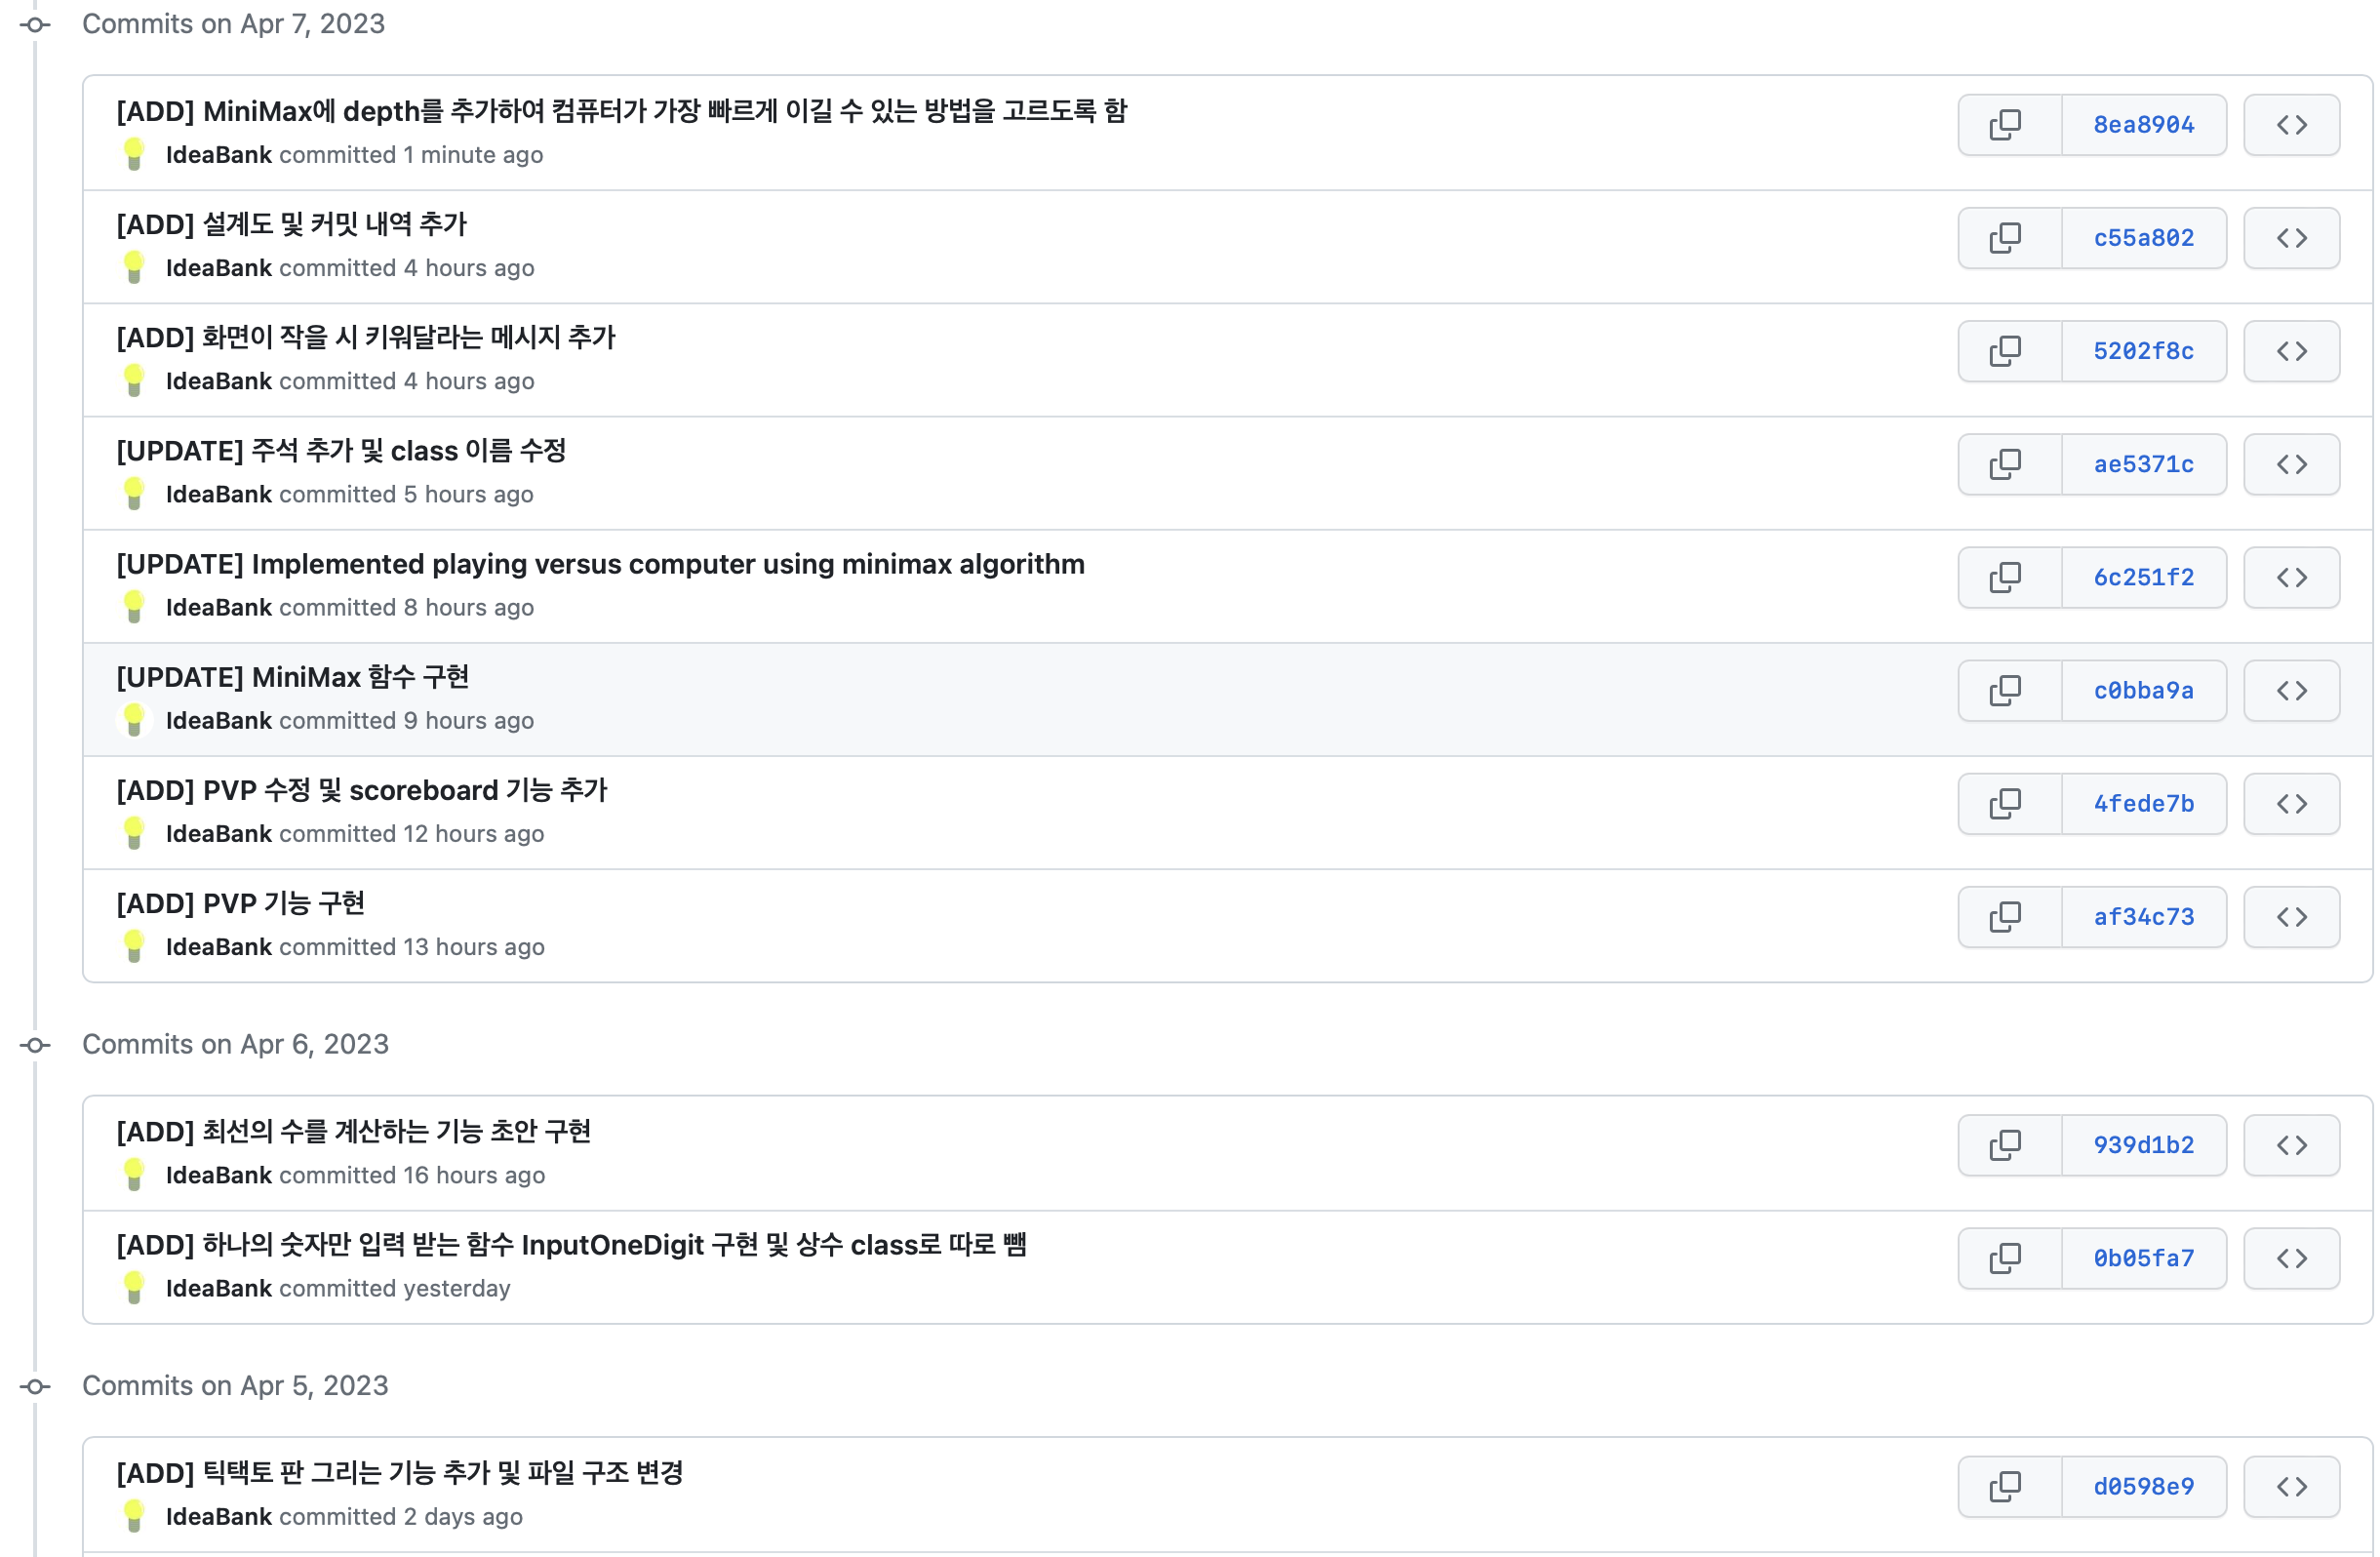 Commits on Apr 7, 2023
[ADD] MiniMax에 depth를 추가하여 컴퓨터가 가장 빠르게 이길 수 있는 방법을 고르도록 함
8ea8904
IdeaBank committed 1 minute ago
[ADD] 설계도 및 커밋 내역 추가
c55a802
IdeaBank committed 4 hours ago
[ADD] 화면이 작을 시 키워달라는 메시지 추가
5202f8c
IdeaBank committed 4 hours ago
[UPDATE] 주석 추가 및 class 이름 수정
ae5371c
IdeaBank committed 5 hours ago
[UPDATE] Implemented playing versus computer using minimax algorithm
6c251f2
IdeaBank committed 8 hours ago
[UPDATE] MiniMax 함수 구현
c0bba9a
IdeaBank committed 9 hours ago
[ADD] PVP 수정 및 scoreboard 기능 추가
4fede7b
IdeaBank committed 12 hours ago
[ADD] PVP 기능 구현
af34c73
IdeaBank committed 13 hours ago
Commits on Apr 6, 2023
[ADD] 최선의 수를 계산하는 기능 초안 구현
939d1b2
IdeaBank committed 16 hours ago
[ADD] 하나의 숫자만 입력 받는 함수 InputOneDigit 구현 및 상수 class로 따로 뺌
0b05fa7
IdeaBank committed yesterday
Commits on Apr 5, 2023
[ADD] 틱택토 판 그리는 기능 추가 및 파일 구조 변경
d0598e9
IdeaBank committed 2 days ago